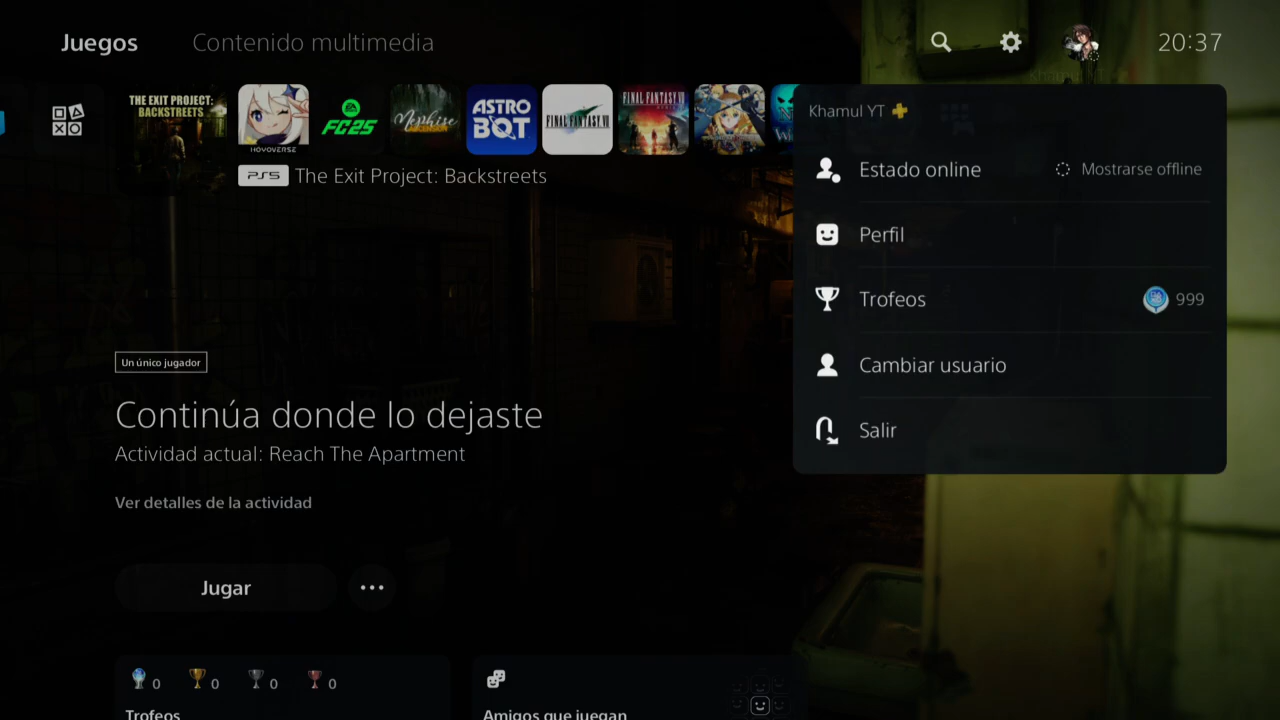 Juegos
Contenido multimedia
20:37
THE EXIT PROJECT:
BACKSTREETS
HOYOVERSE
EA
FC25
Nephise
ASTRO
BOT
FINAL FANTASY VII
FINAL FANTASY VII
PS5 The Exit Project: Backstreets
Khamul YT
Estado online
Mostrarse offline
Perfil
Trofeos
999
Cambiar usuario
Salir
Un único jugador
Continúa donde lo dejaste
Actividad actual: Reach The Apartment
Ver detalles de la actividad
Jugar
0 0 0 0
Trofeos
Amigos que juegan